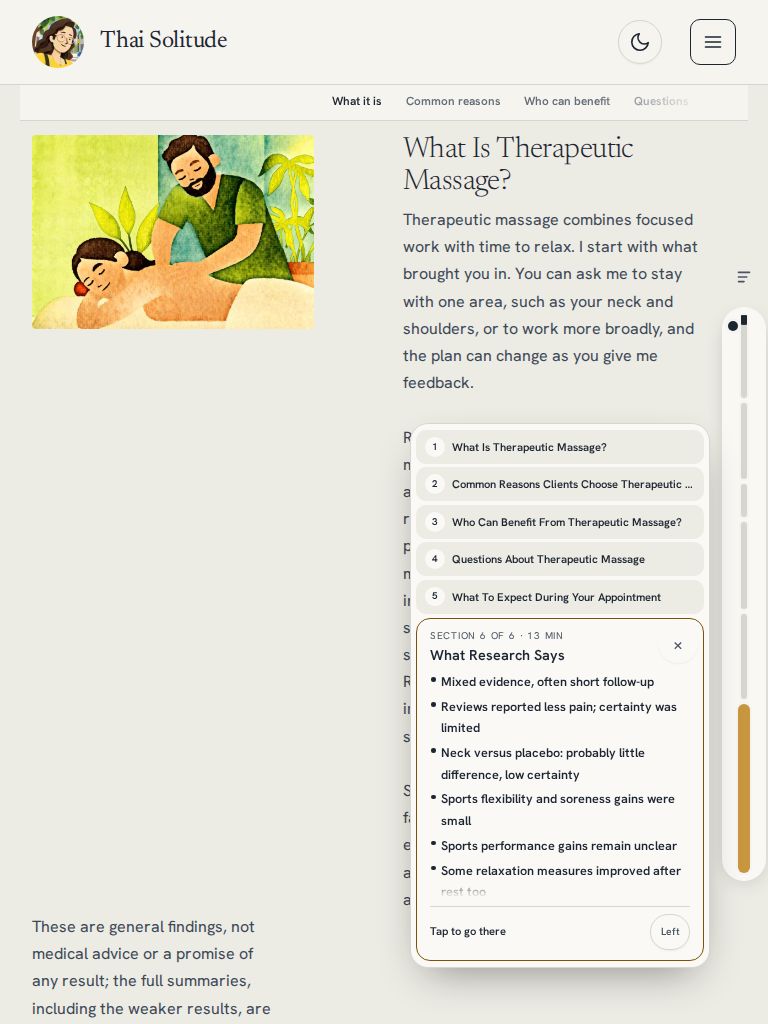 Thai Solitude
What it is
Common reasons
Who can benefit
Questions
What Is Therapeutic
Massage?
Therapeutic massage combines focused
work with time to relax. I start with what
brought you in. You can ask me to stay
with one area, such as your neck and
shoulders, or to work more broadly, and
the plan can change as you give me
feedback.
1 What Is Therapeutic Massage?
2 Common Reasons Clients Choose Therapeutic ...
3 Who Can Benefit From Therapeutic Massage?
4 Questions About Therapeutic Massage
5 What To Expect During Your Appointment
SECTION 6 OF 6 · 13 MIN
What Research Says
• Mixed evidence, often short follow-up
• Reviews reported less pain; certainty was
limited
• Neck versus placebo: probably little
difference, low certainty
• Sports flexibility and soreness gains were
small
• Sports performance gains remain unclear
• Some relaxation measures improved after
rest too
Tap to go there
Left
These are general findings, not
medical advice or a promise of
any result; the full summaries,
including the weaker results, are